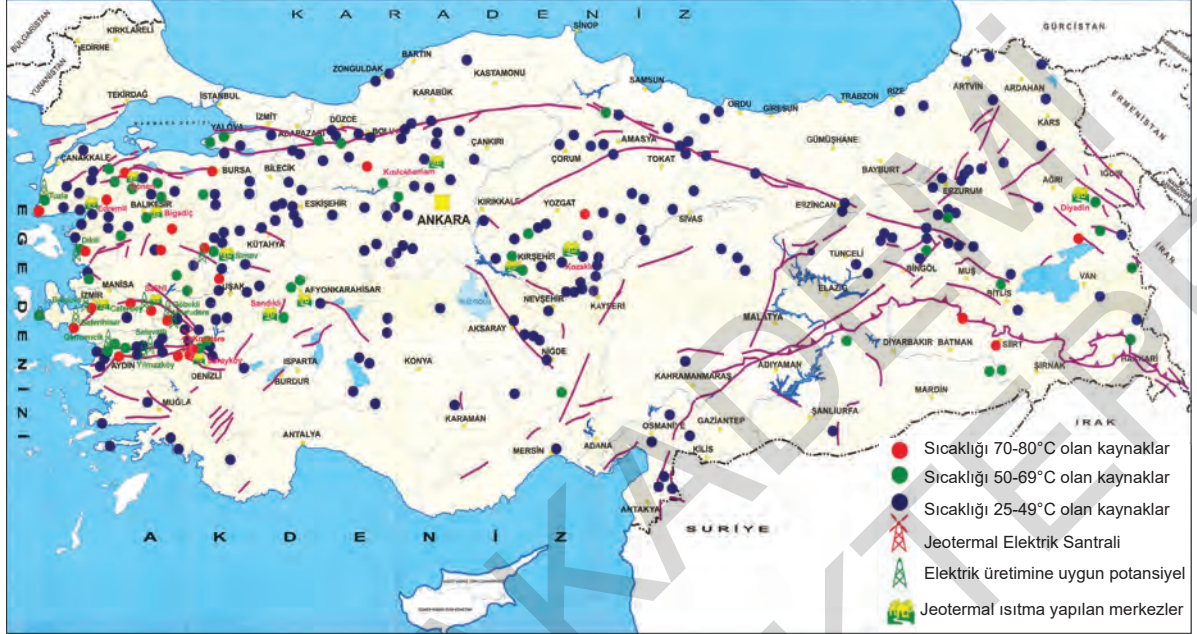 K A R A D E N İ Z
BULGARİSTAN
YUNANİSTAN
GÜRCİSTAN
ERMENİSTAN
İRAN
KIRKLARELİ
EDİRNE
TEKİRDAĞ
İSTANBUL
YALOVA
İZMİT
ADAPAZARI
DÜZCE
BOLU
ZONGULDAK
BARTIN
KARABÜK
KASTAMONU
SİNOP
SAMSUN
ORDU
GİRESUN
TRABZON
RİZE
ARTVİN
ARDAHAN
KARS
IĞDIR
AĞRI
Diyadin
ÇANAKKALE
Tuzla
Edremit
Gönen
BALIKESİR
Bigadiç
BURSA
BİLECİK
ESKİŞEHİR
Kızılcahamam
ÇANKIRI
ÇORUM
AMASYA
TOKAT
GÜMÜŞHANE
BAYBURT
ERZURUM
ERZİNCAN
ANKARA
KIRIKKALE
YOZGAT
SİVAS
KIRŞEHİR
Kozaklı
NEVŞEHİR
KAYSERİ
AKSARAY
NİĞDE
TUNCELİ
BİNGÖL
MUŞ
BİTLİS
VAN
ELAZIĞ
MALATYA
Dikili
KÜTAHYA
Simav
UŞAK
MANİSA
İZMİR
Salihli
AFYONKARAHİSAR
Sandıklı
AYDIN
Yılmazköy
DENİZLİ
ISPARTA
BURDUR
KONYA
MUĞLA
ANTALYA
KARAMAN
MERSİN
ADANA
KAHRAMANMARAŞ
OSMANİYE
GAZİANTEP
KİLİS
ANTAKYA
ADIYAMAN
ŞANLIURFA
DİYARBAKIR
BATMAN
SİİRT
MARDİN
ŞIRNAK
HAKKARİ
E G E D E N İ Z İ
A K D E N İ Z
SURİYE
İRAK
Sıcaklığı 70-80°C olan kaynaklar
Sıcaklığı 50-69°C olan kaynaklar
Sıcaklığı 25-49°C olan kaynaklar
Jeotermal Elektrik Santrali
Elektrik üretimine uygun potansiyel
Jeotermal ısıtma yapılan merkezler